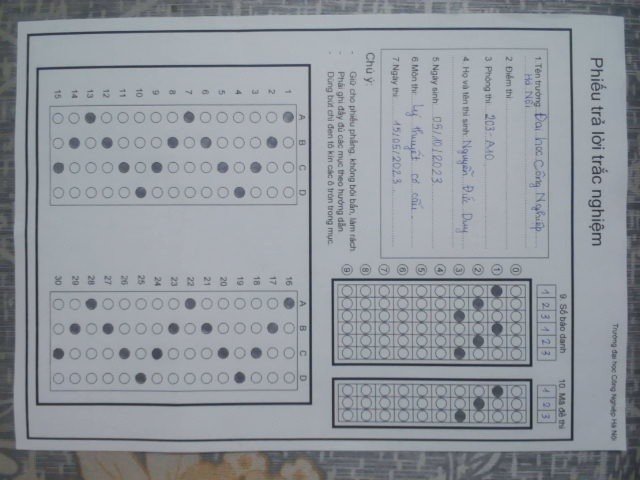 Trường đại học Công Nghiệp Hà Nội
Phiếu trả lời trắc nghiệm
1.Tên trường: Đại học Công Nghiệp
Hà Nội
2. Điểm thi:
3. Phòng thi: 203-A10
4. Họ và tên thí sinh: Nguyễn Đức Duy
5.Ngày sinh: 05/10/2023
6.Môn thi: Lý thuyết cơ cấu.
7.Ngày thi: 15/05/2023
9. Số báo danh
1 2 3 1 2 3
10. Mã đề thi
1 2 3
0
1
2
3
4
5
6
7
8
9
Chú ý:
- Giữ cho phiếu phẳng, không bôi bẩn, làm rách.
- Phải ghi đầy đủ các mục theo hướng dẫn.
- Dùng bút chì đen tô kín các ô tròn trong mục.
A B C D
1
2
3
4
5
6
7
8
9
10
11
12
13
14
15
A B C D
16
17
18
19
20
21
22
23
24
25
26
27
28
29
30